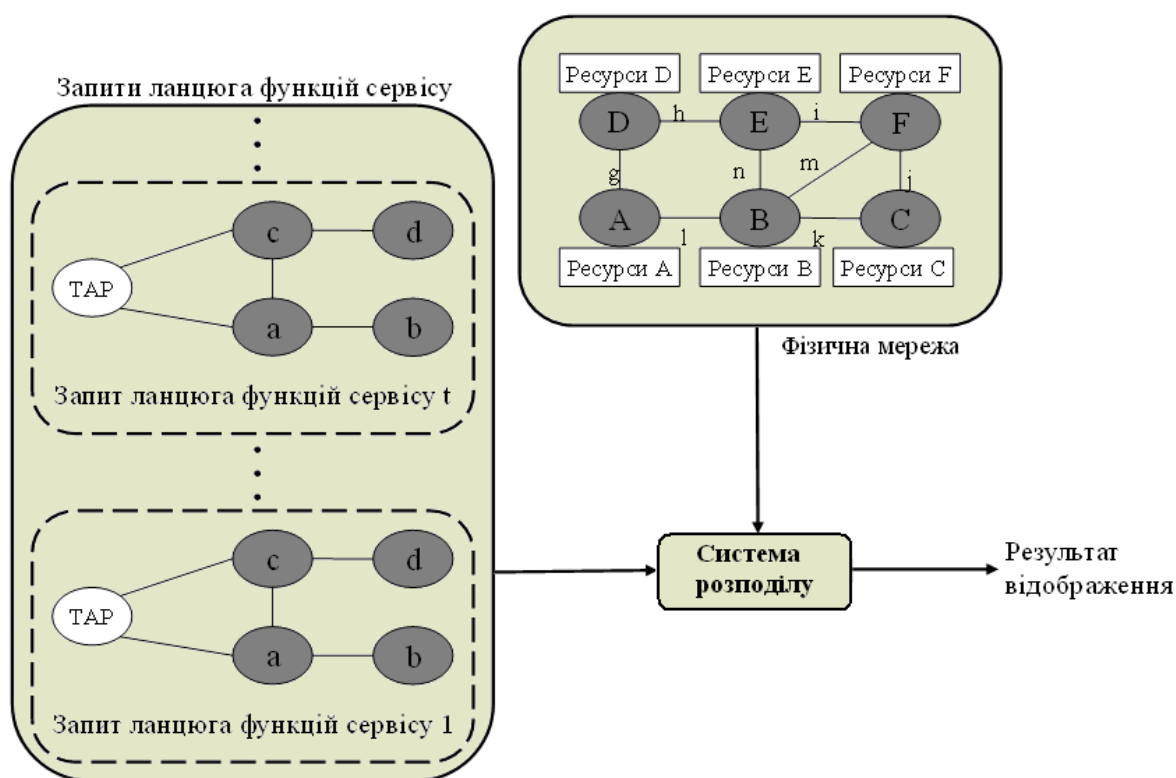 Запити ланцюга функцій сервісу
c
d
TAP
a
b
Запит ланцюга функцій сервісу t
c
d
TAP
a
b
Запит ланцюга функцій сервісу 1
Ресурси D
Ресурси E
Ресурси F
D
h
E
i
F
g
n
m
j
A
l
B
k
C
Ресурси A
Ресурси B
Ресурси C
Фізична мережа
Система
розподілу
Результат
відображення